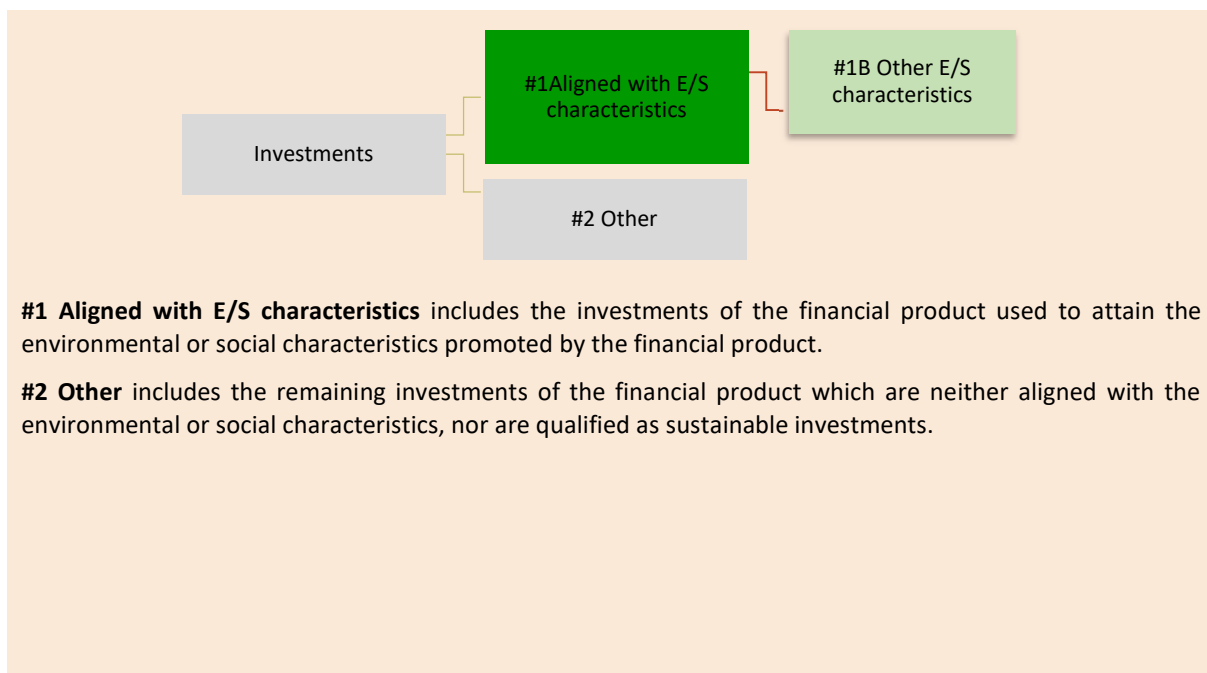 #1Aligned with E/S
characteristics
#1B Other E/S
characteristics
Investments
#2 Other
#1 Aligned with E/S characteristics includes the investments of the financial product used to attain the
environmental or social characteristics promoted by the financial product.
#2 Other includes the remaining investments of the financial product which are neither aligned with the
environmental or social characteristics, nor are qualified as sustainable investments.